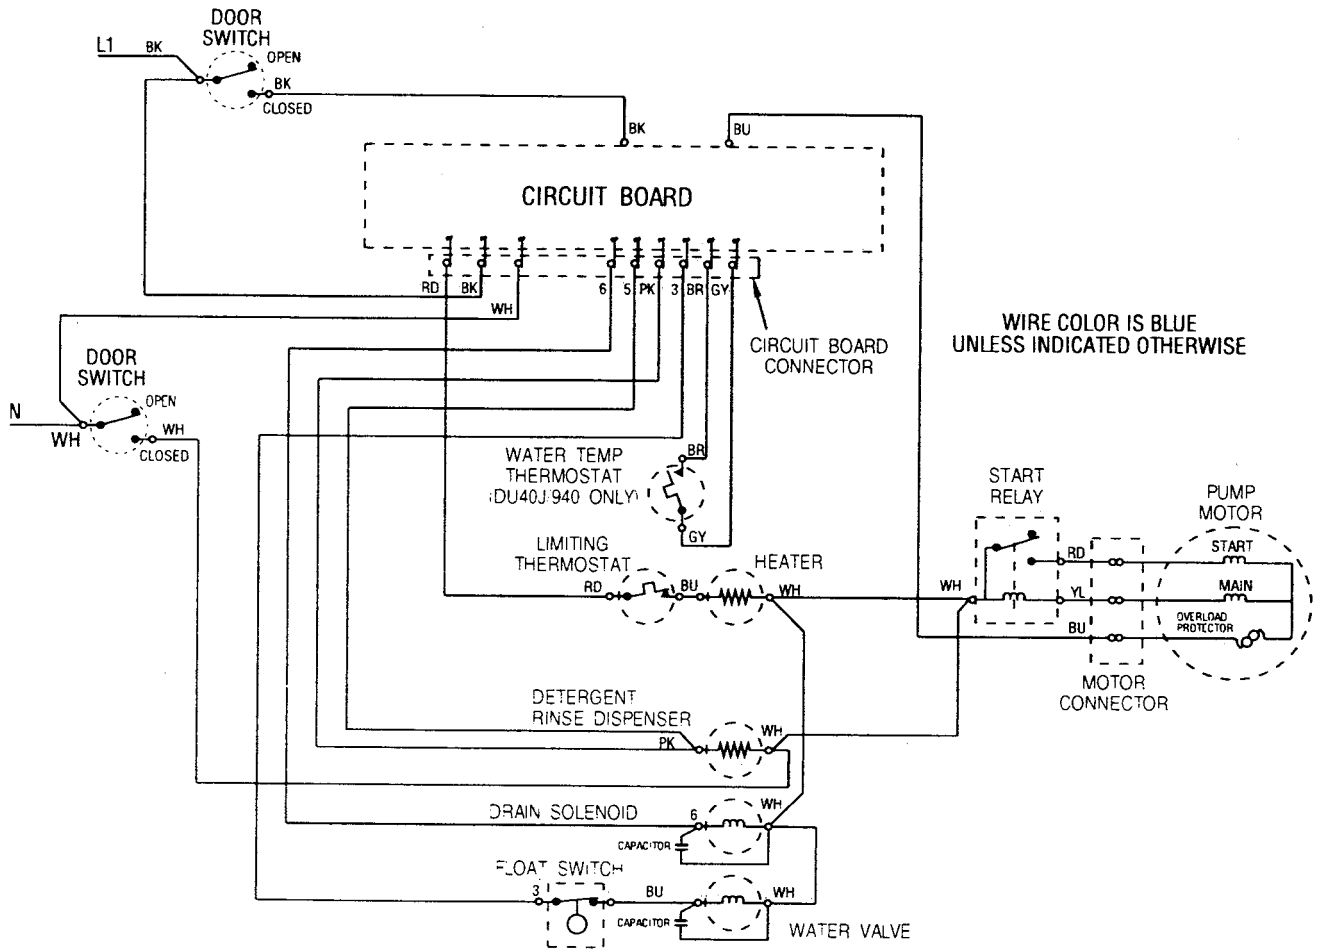 DOOR
SWITCH
L1
BK
OPEN
BK
CLOSED
BK
BU
CIRCUIT BOARD
RD
BK
WH
6
5
PK
3
BR
GY
WIRE COLOR IS BLUE
UNLESS INDICATED OTHERWISE
CIRCUIT BOARD
CONNECTOR
DOOR
SWITCH
N
WH
OPEN
WH
CLOSED
WATER TEMP
THERMOSTAT
(DU40J/940 ONLY)
BR
GY
START
RELAY
PUMP
MOTOR
LIMITING
THERMOSTAT
HEATER
RD
BU
WH
WH
RD
START
YL
MAIN
BU
OVERLOAD
PROTECTOR
MOTOR
CONNECTOR
DETERGENT
RINSE DISPENSER
PK
WH
DRAIN SOLENOID
6
WH
CAPACITOR
FLOAT SWITCH
3
BU
WH
CAPACITOR
WATER VALVE